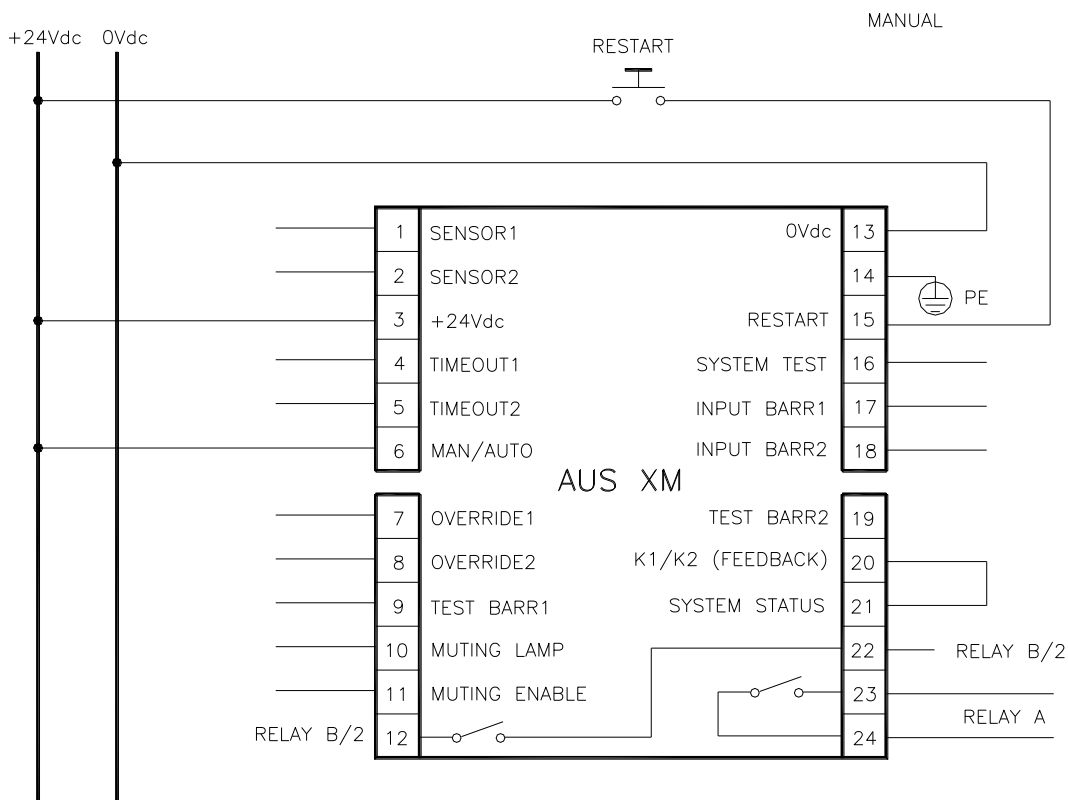 MANUAL
+24Vdc 0Vdc
RESTART
1 SENSOR1 0Vdc 13
2 SENSOR2 14
PE
3 +24Vdc RESTART 15
4 TIMEOUT1 SYSTEM TEST 16
5 TIMEOUT2 INPUT BARR1 17
6 MAN/AUTO INPUT BARR2 18
AUS XM
7 OVERRIDE1 TEST BARR2 19
8 OVERRIDE2 K1/K2 (FEEDBACK) 20
9 TEST BARR1 SYSTEM STATUS 21
10 MUTING LAMP 22 RELAY B/2
11 MUTING ENABLE 23
RELAY A
RELAY B/2 12 24